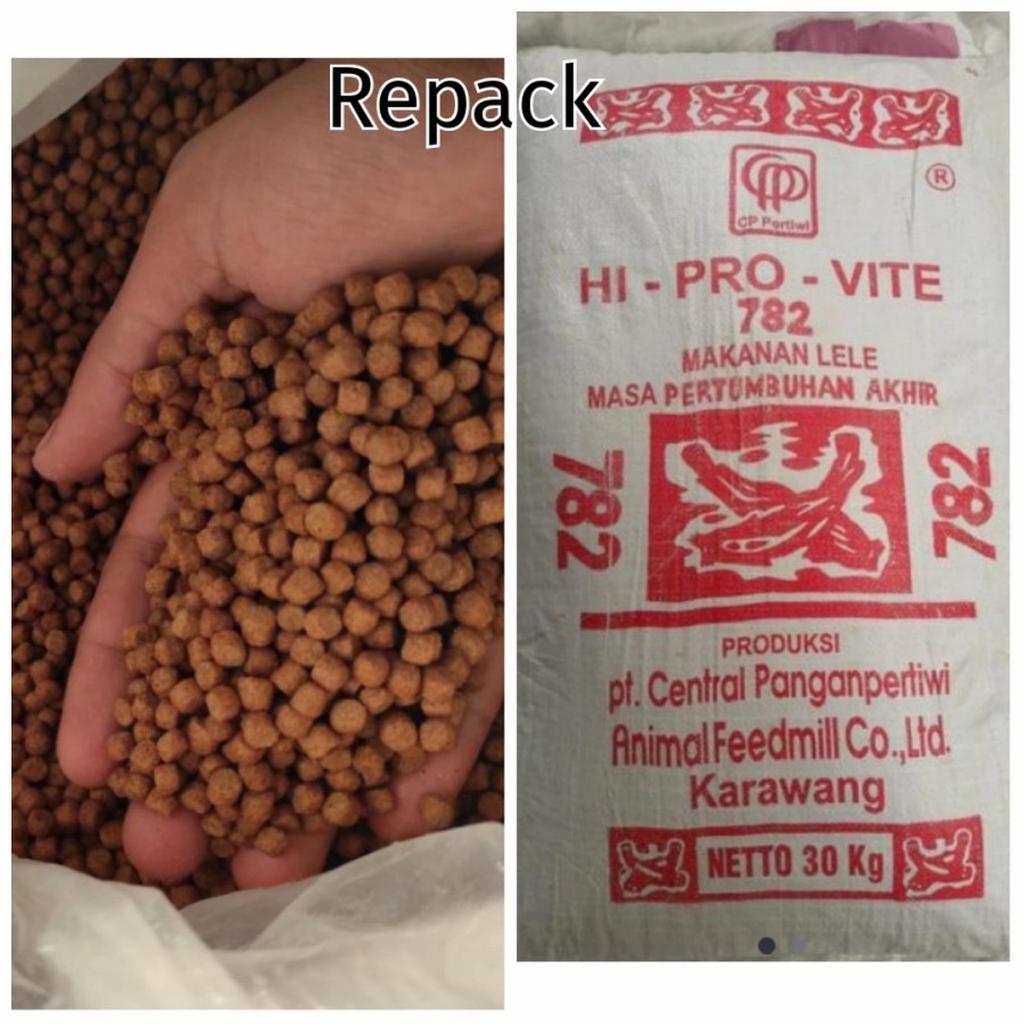 Repack
CP Pertiwi
®
HI - PRO - VITE
782
MAKANAN LELE
MASA PERTUMBUHAN AKHIR
782
782
PRODUKSI
pt. Central Panganpertiwi
Animal Feedmill Co.,Ltd.
Karawang
NETTO 30 Kg